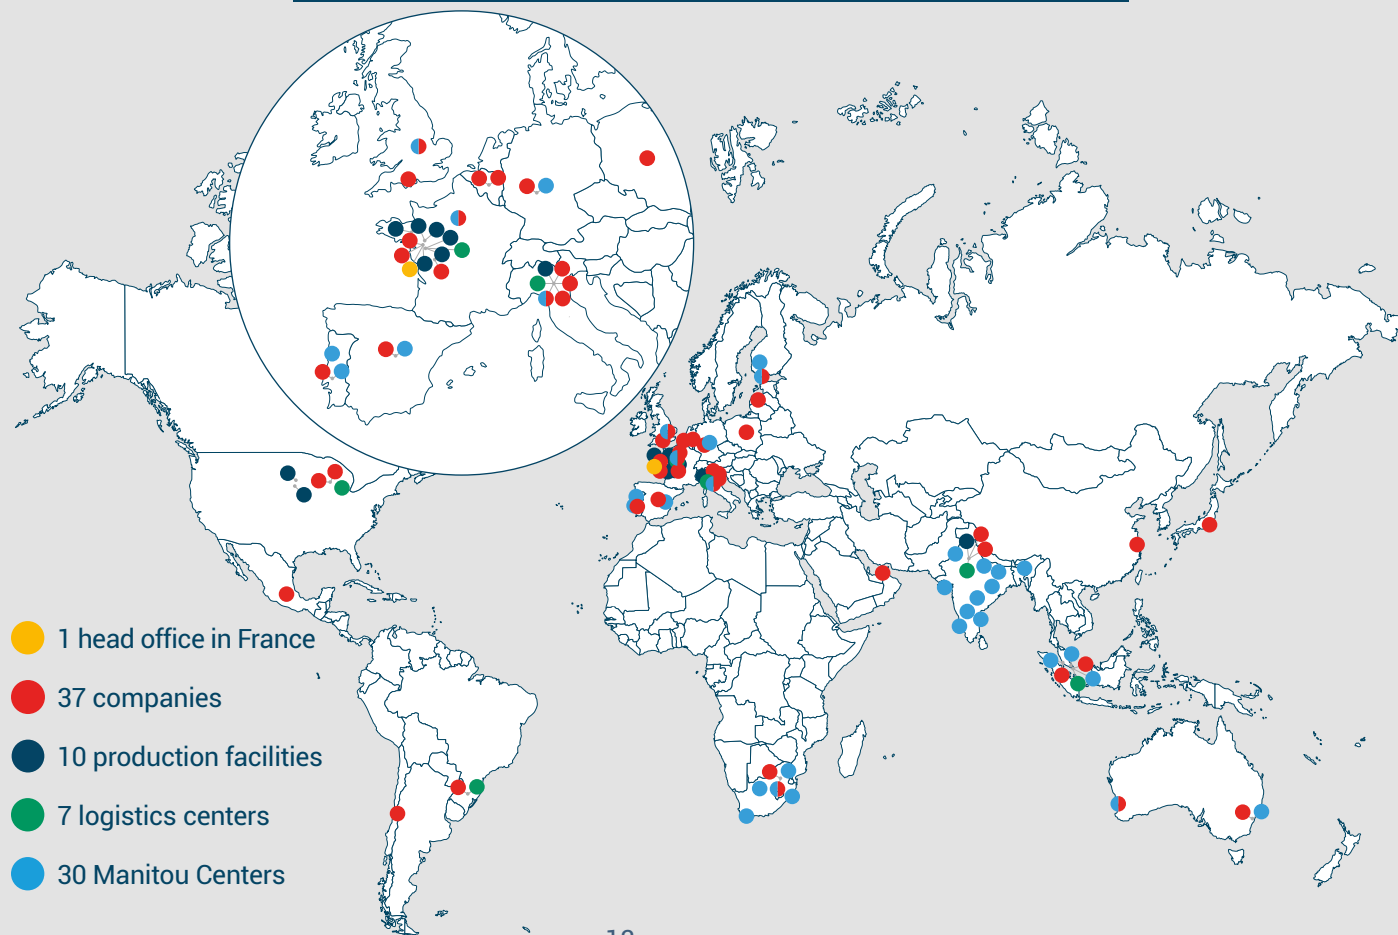 1 head office in France
37 companies
10 production facilities
7 logistics centers
30 Manitou Centers